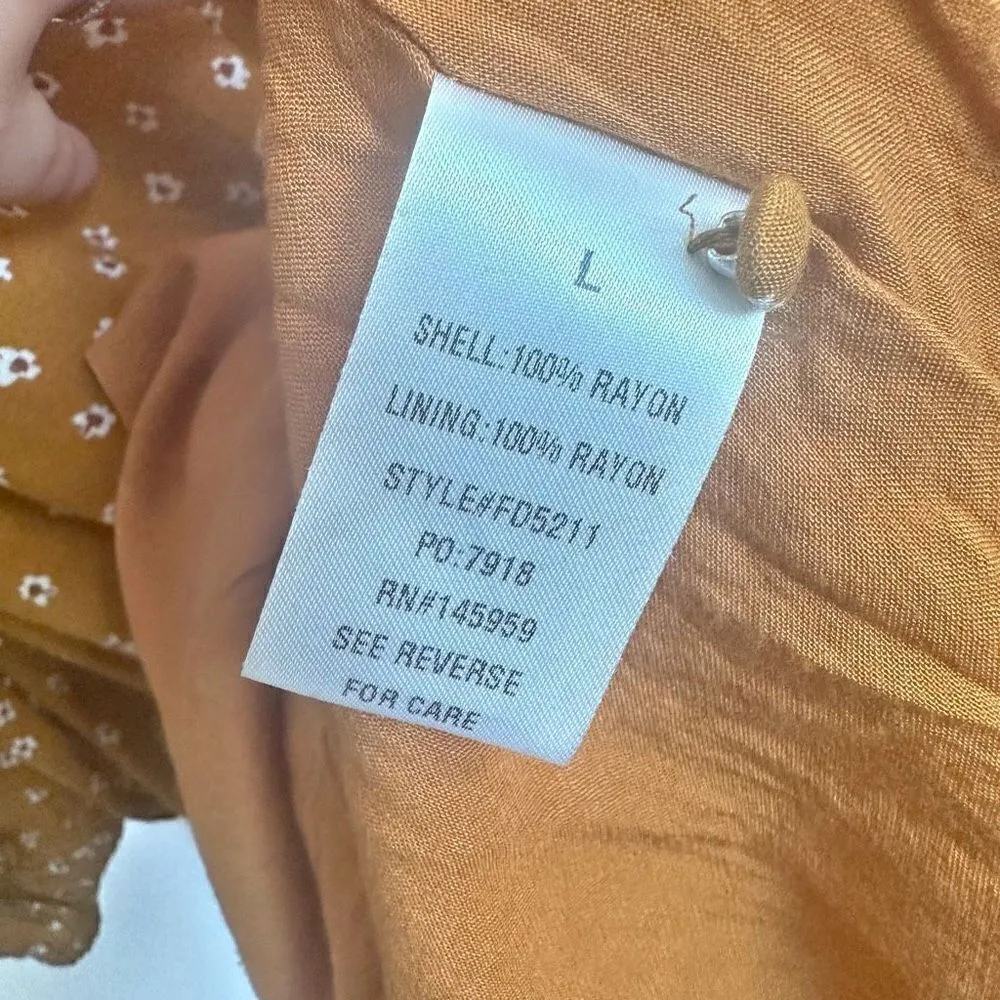 L
SHELL:100% RAYON
LINING:100% RAYON
STYLE#FD5211
PO:7918
RN#145959
SEE REVERSE
FOR CARE